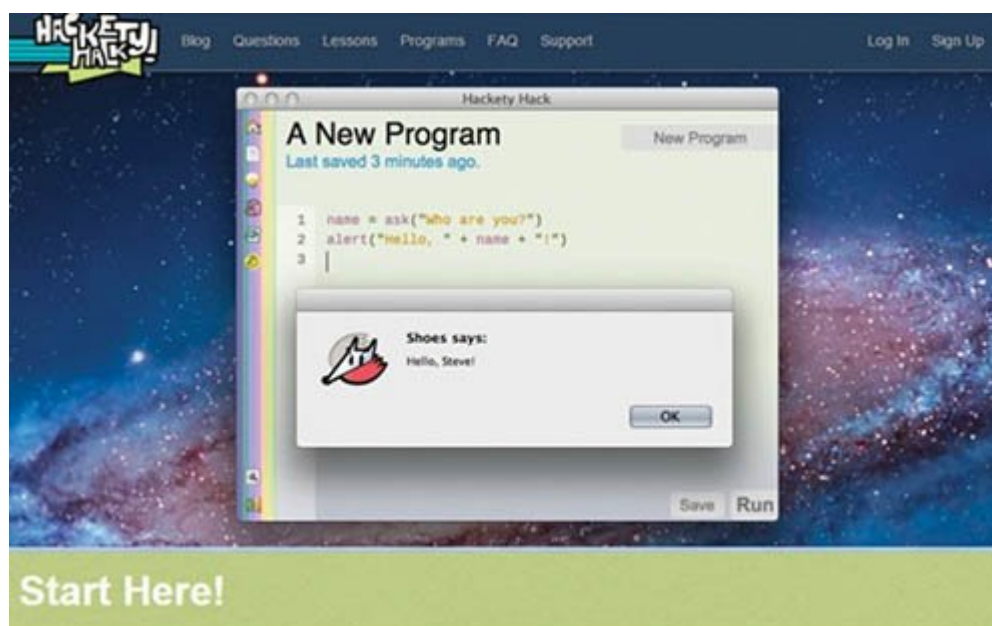 HACKETY HACK!
Blog Questions Lessons Programs FAQ Support Log In Sign Up
Hackety Hack
A New Program
New Program
Last saved 3 minutes ago.
1 name = ask("Who are you?")
2 alert("Hello, " + name + "!")
3
Shoes says:
Hello, Steve!
OK
Save Run
Start Here!